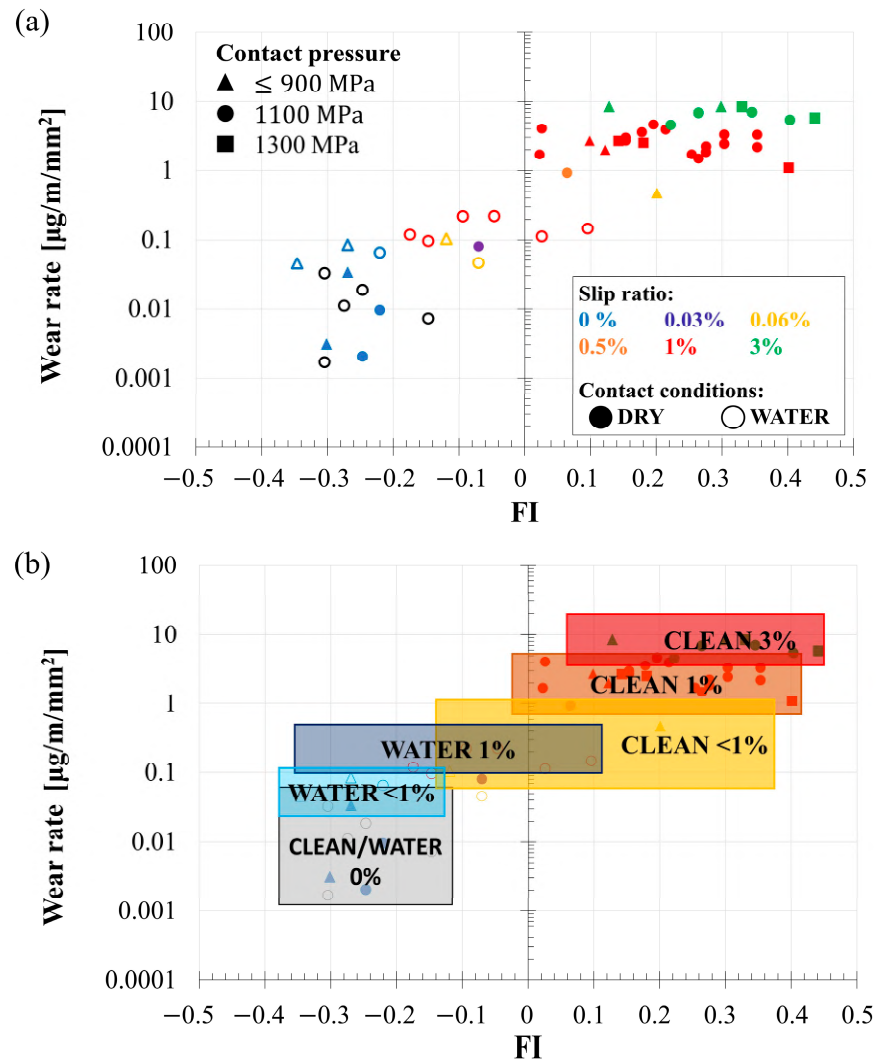 (a)
100
10
1
0.1
0.01
0.001
0.0001
Wear rate [µg/m/mm²]
Contact pressure
≤ 900 MPa
1100 MPa
1300 MPa
Slip ratio:
0 % 0.03% 0.06%
0.5% 1% 3%
Contact conditions:
DRY WATER
−0.5 −0.4 −0.3 −0.2 −0.1 0 0.1 0.2 0.3 0.4 0.5
FI
(b)
100
10
1
0.1
0.01
0.001
0.0001
Wear rate [µg/m/mm²]
CLEAN 3%
CLEAN 1%
WATER 1%
CLEAN <1%
WATER <1%
CLEAN/WATER
0%
−0.5 −0.4 −0.3 −0.2 −0.1 0 0.1 0.2 0.3 0.4 0.5
FI